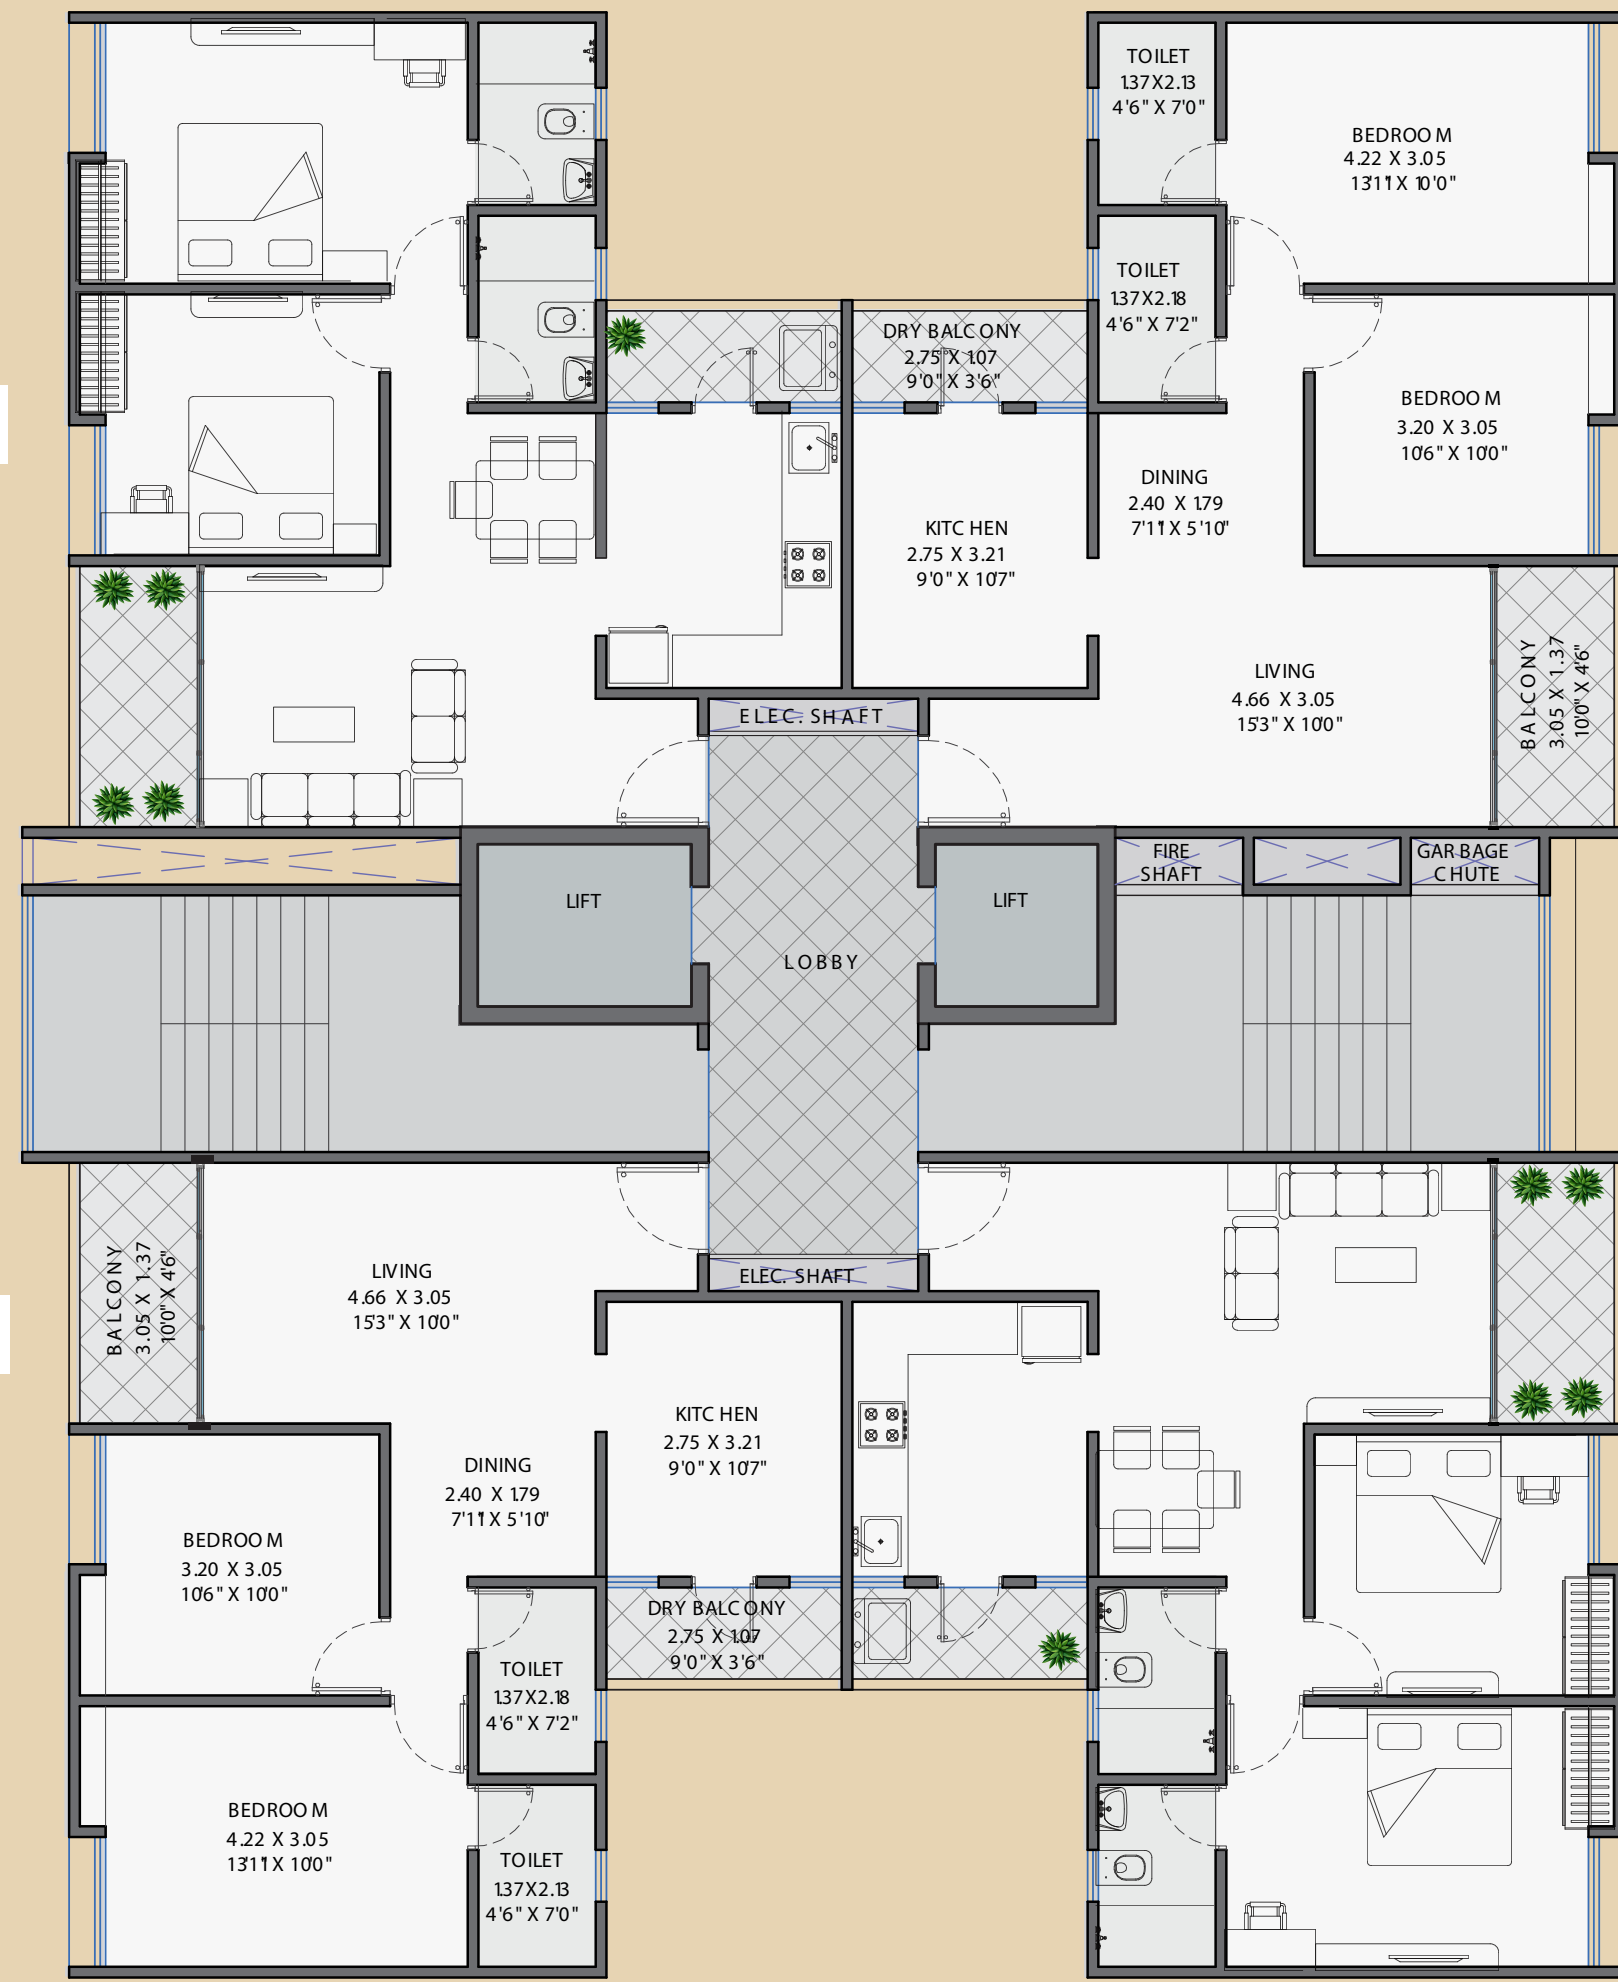 TOILET
1.37X2.13
4'6" X 7'0"
BEDROOM
4.22 X 3.05
13'11" X 10'0"
TOILET
1.37X2.18
4'6" X 7'2"
DRY BALCONY
2.75 X 1.07
9'0" X 3'6"
BEDROOM
3.20 X 3.05
10'6" X 10'0"
DINING
2.40 X 1.79
7'11" X 5'10"
KITCHEN
2.75 X 3.21
9'0" X 10'7"
LIVING
4.66 X 3.05
15'3" X 10'0"
BALCONY
3.05 X 1.37
10'0" X 4'6"
ELEC. SHAFT
FIRE
SHAFT
GARBAGE
CHUTE
LIFT
LIFT
LOBBY
ELEC. SHAFT
BALCONY
3.05 X 1.37
10'0" X 4'6"
LIVING
4.66 X 3.05
15'3" X 10'0"
KITCHEN
2.75 X 3.21
9'0" X 10'7"
DINING
2.40 X 1.79
7'11" X 5'10"
BEDROOM
3.20 X 3.05
10'6" X 10'0"
DRY BALCONY
2.75 X 1.07
9'0" X 3'6"
TOILET
1.37X2.18
4'6" X 7'2"
BEDROOM
4.22 X 3.05
13'11" X 10'0"
TOILET
1.37X2.13
4'6" X 7'0"